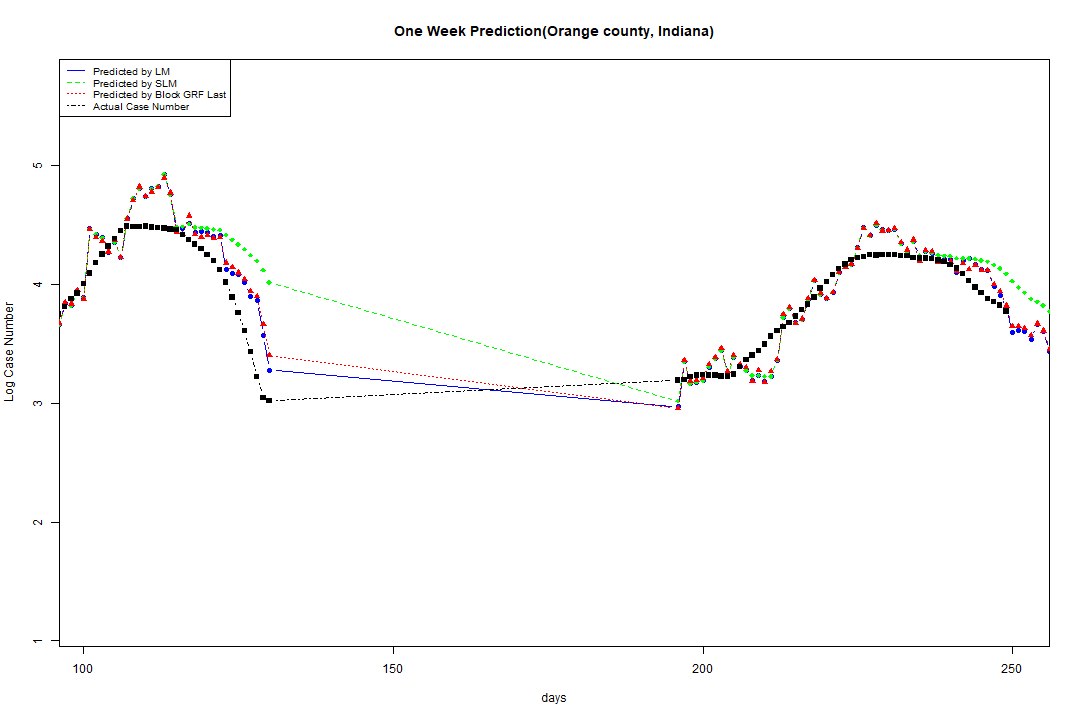 One Week Prediction(Orange county, Indiana)
Predicted by LM
Predicted by SLM
Predicted by Block GRF Last
Actual Case Number
5
4
3
2
1
Log Case Number
100 150 200 250
days